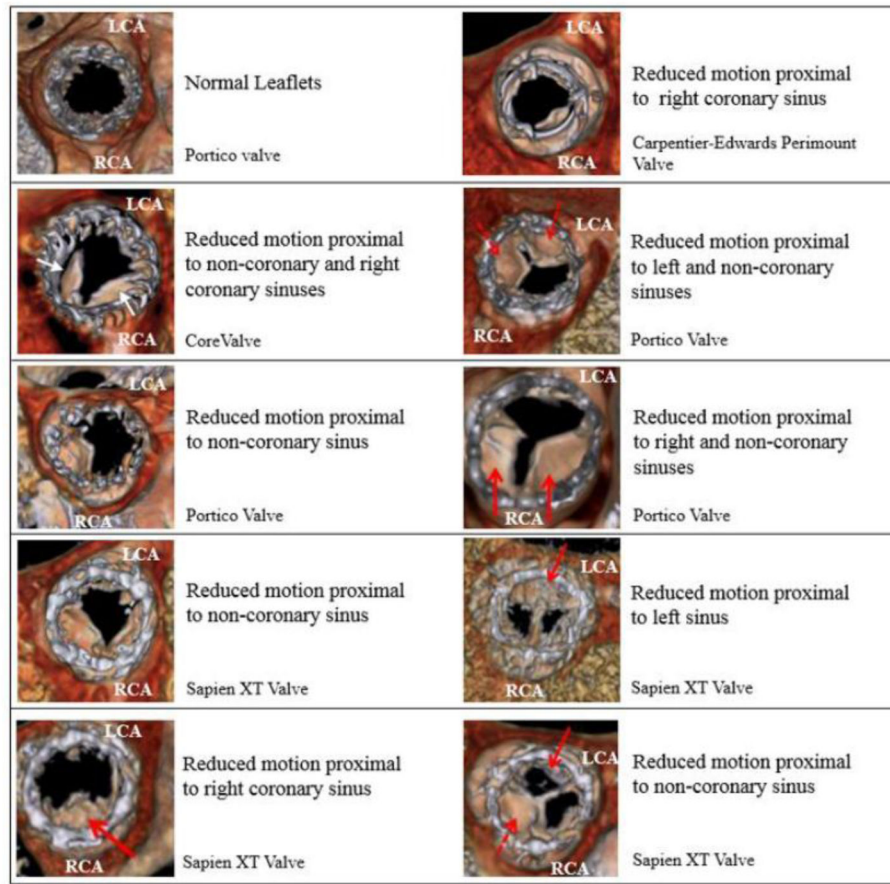 LCA
RCA
Normal Leaflets
Portico valve
LCA
RCA
Reduced motion proximal
to right coronary sinus
Carpentier-Edwards Perimount
Valve
LCA
RCA
Reduced motion proximal
to non-coronary and right
coronary sinuses
CoreValve
LCA
RCA
Reduced motion proximal
to left and non-coronary
sinuses
Portico Valve
LCA
RCA
Reduced motion proximal
to non-coronary sinus
Portico Valve
LCA
RCA
Reduced motion proximal
to right and non-coronary
sinuses
Portico Valve
LCA
RCA
Reduced motion proximal
to non-coronary sinus
Sapien XT Valve
LCA
RCA
Reduced motion proximal
to left sinus
Sapien XT Valve
LCA
RCA
Reduced motion proximal
to right coronary sinus
Sapien XT Valve
LCA
RCA
Reduced motion proximal
to non-coronary sinus
Sapien XT Valve